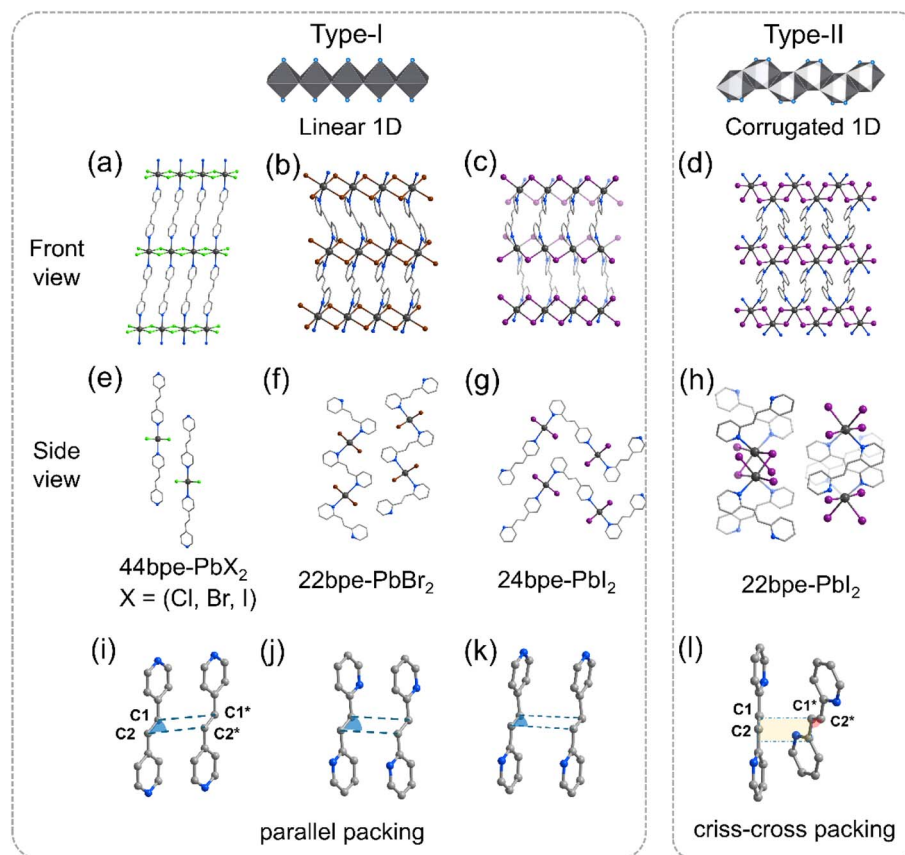 Type-I
Type-II
Linear 1D
Corrugated 1D
(a)
(b)
(c)
(d)
Front
view
(e)
(f)
(g)
(h)
Side
view
44bpe-PbX₂
X = (Cl, Br, I)
22bpe-PbBr₂
24bpe-PbI₂
22bpe-PbI₂
(i)
(j)
(k)
(l)
C1
C1*
C2
C2*
C1
C1*
C2
C2*
parallel packing
criss-cross packing